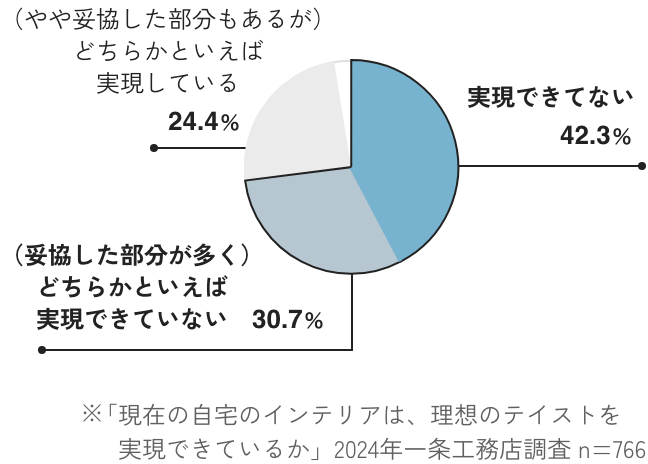 （やや妥協した部分もあるが）
どちらかといえば
実現している
24.4%
実現できてない
42.3%
（妥協した部分が多く）
どちらかといえば
実現できていない 30.7%
※「現在の自宅のインテリアは、理想のテイストを
実現できているか」2024年一条工務店調査 n=766